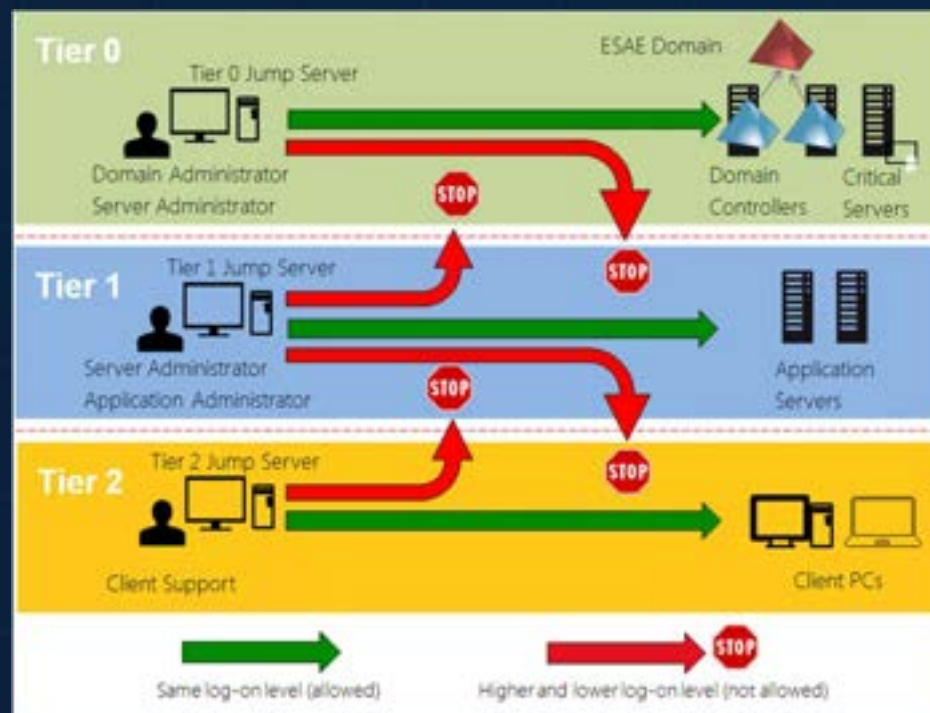 Tier 0
ESAE Domain
Tier 0 Jump Server
Domain Administrator
Server Administrator
STOP
Domain
Controllers
Critical
Servers
Tier 1
Tier 1 Jump Server
STOP
Server Administrator
Application Administrator
STOP
Application
Servers
Tier 2
Tier 2 Jump Server
STOP
Client Support
Client PCs
STOP
Same log-on level (allowed)
Higher and lower log-on level (not allowed)